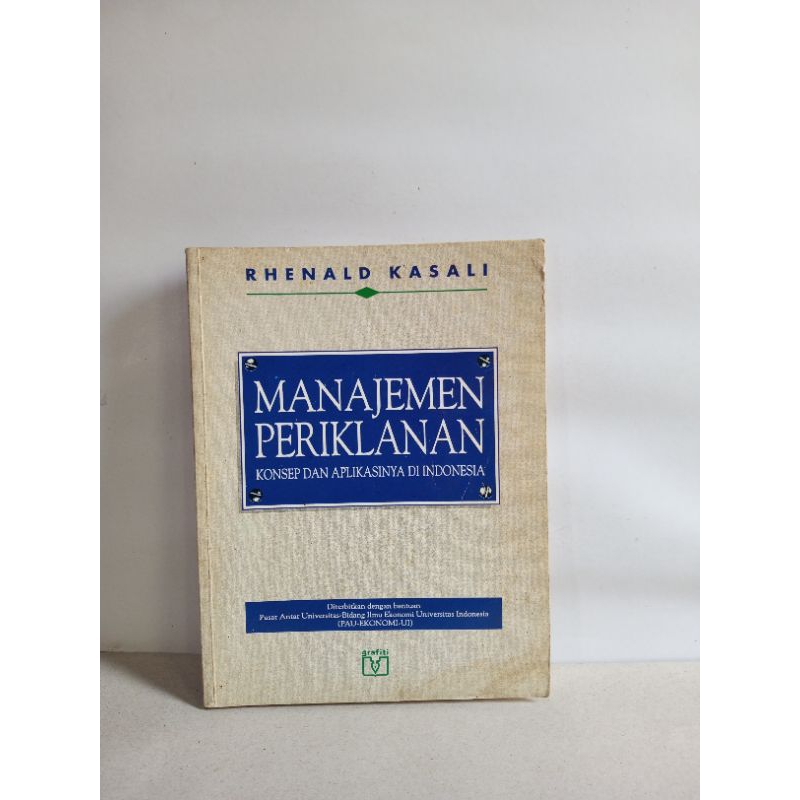 RHENALD KASALI
MANAJEMEN
PERIKLANAN
KONSEP DAN APLIKASINYA DI INDONESIA
Diterbitkan dengan bantuan
Pusat Antar Universitas-Bidang Ilmu Ekonomi Universitas Indonesia
(PAU-EKONOMI-UI)
grafiti